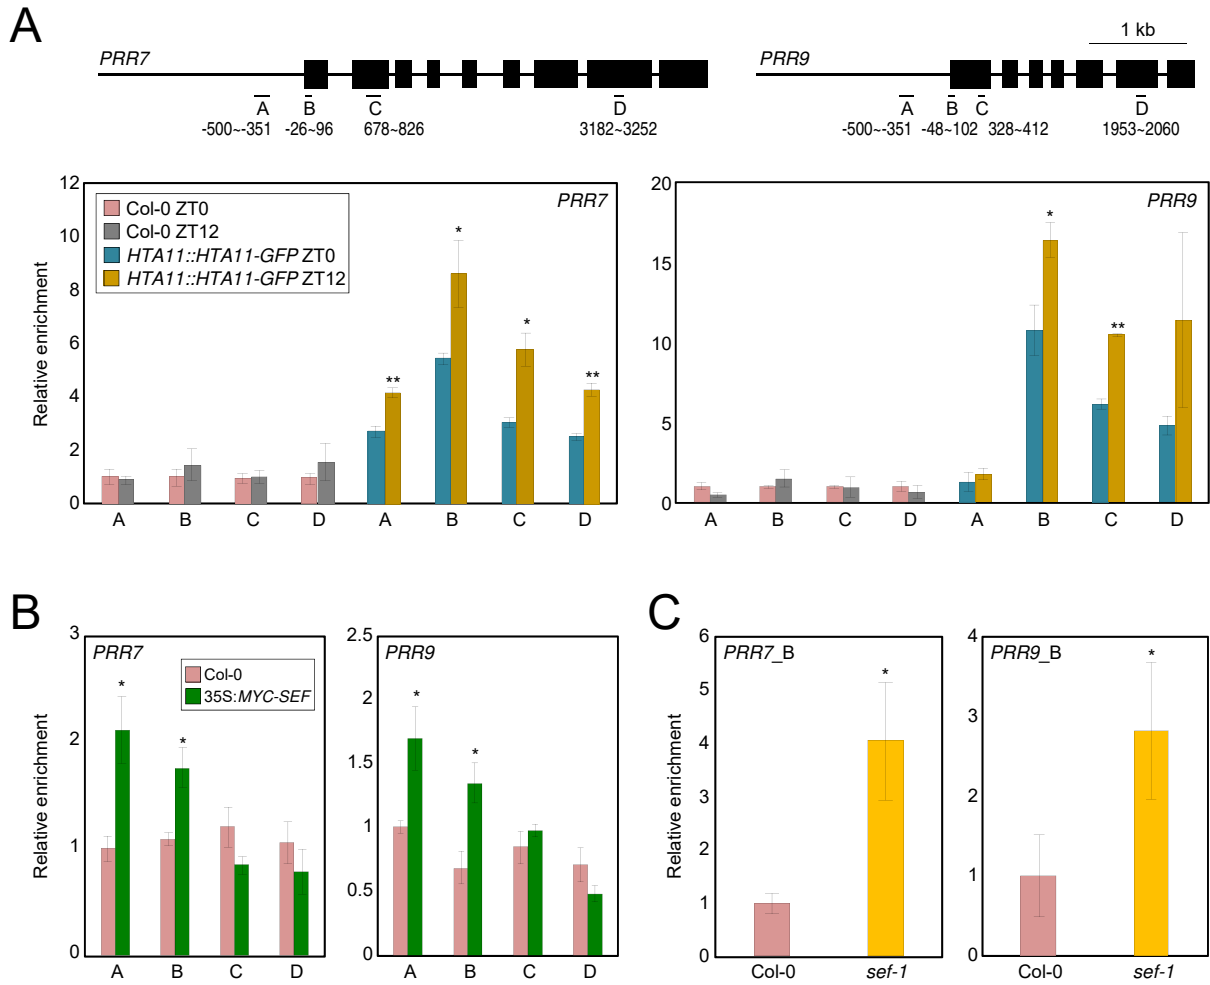 A
1 kb
PRR7
PRR9
A B C D
A B C D
-500~-351 -26~96 678~826 3182~3252
-500~-351 -48~102 328~412 1953~2060
12
10
8
6
4
2
0
Relative enrichment
Col-0 ZT0
Col-0 ZT12
HTA11::HTA11-GFP ZT0
HTA11::HTA11-GFP ZT12
PRR7
* ** * **
A B C D A B C D
20
15
10
5
0
PRR9
* **
A B C D A B C D
B
3
2
1
0
Relative enrichment
PRR7
Col-0
35S:MYC-SEF
* *
A B C D
2.5
2
1.5
1
0.5
0
PRR9
* *
A B C D
C
6
5
4
3
2
1
0
Relative enrichment
PRR7_B
*
Col-0 sef-1
4
3
2
1
0
PRR9_B
*
Col-0 sef-1